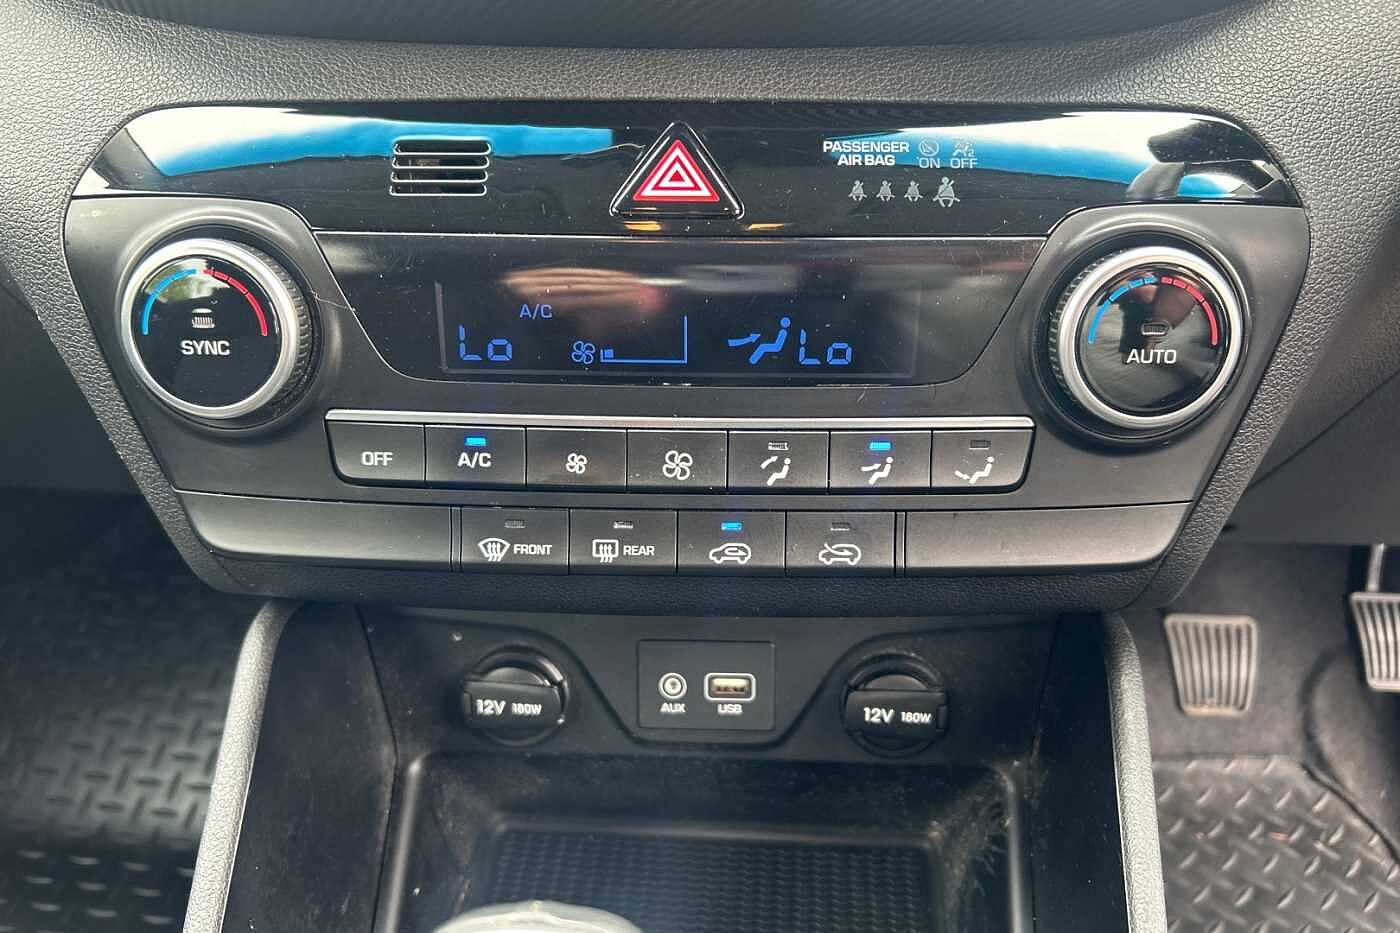 PASSENGER
AIR BAG ON OFF
SYNC
A/C
Lo
Lo
AUTO
OFF
A/C
FRONT
REAR
12V 180W
AUX
USB
12V 180W